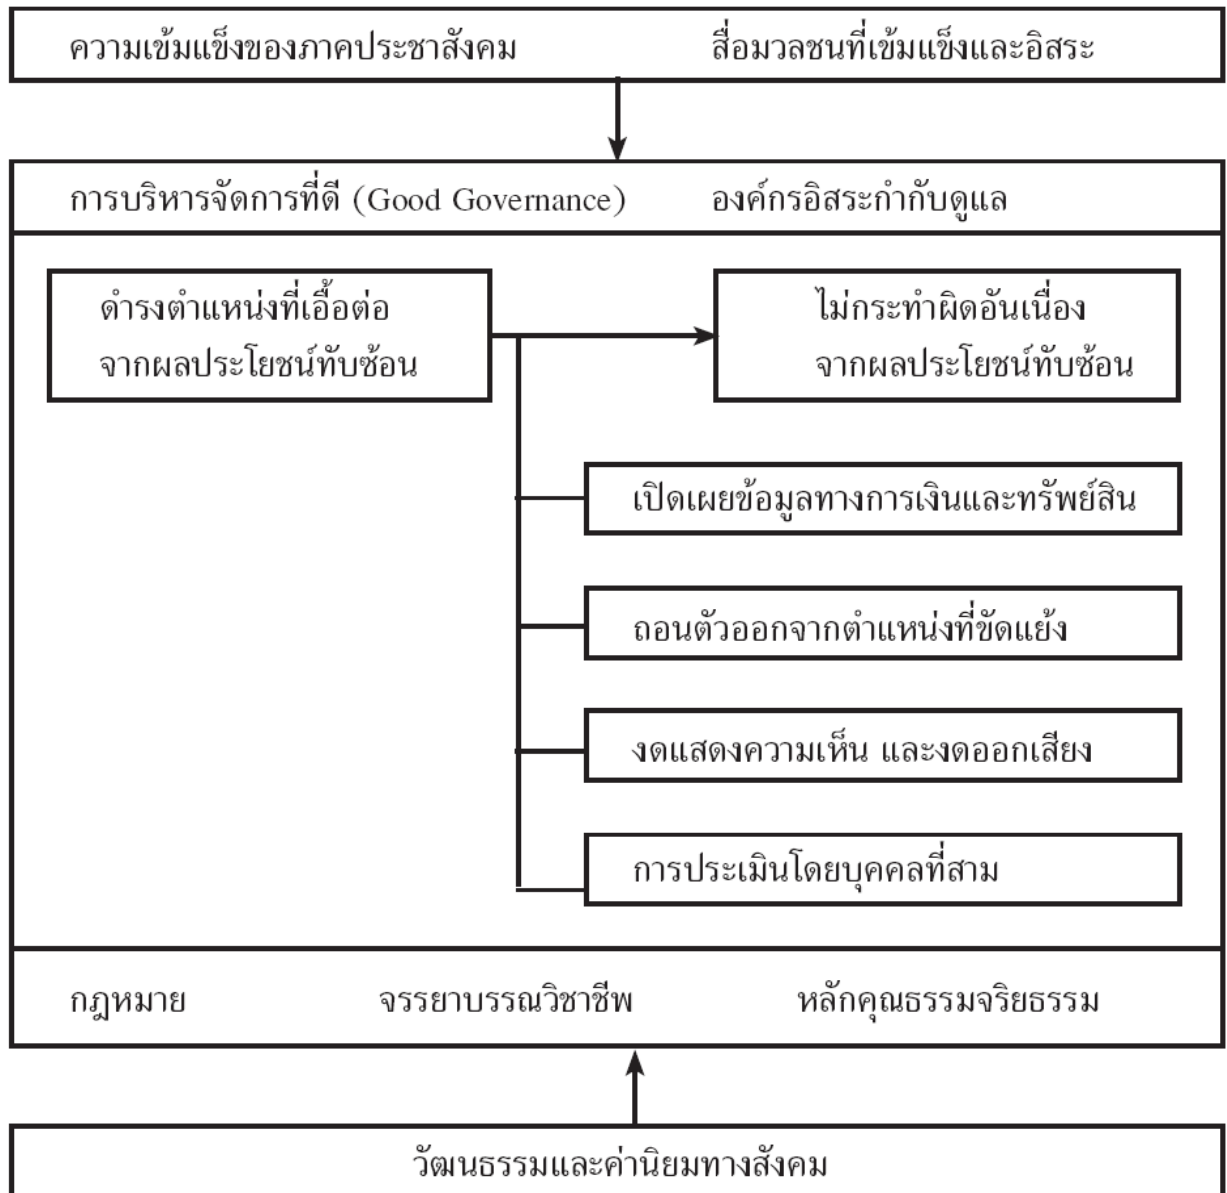 ความเข้มแข็งของภาคประชาสังคม สื่อมวลชนที่เข้มแข็งและอิสระ
การบริหารจัดการที่ดี (Good Governance) องค์กรอิสระกำกับดูแล
ดำรงตำแหน่งที่เอื้อต่อ
จากผลประโยชน์ทับซ้อน
ไม่กระทำผิดอันเนื่อง
จากผลประโยชน์ทับซ้อน
เปิดเผยข้อมูลทางการเงินและทรัพย์สิน
ถอนตัวออกจากตำแหน่งที่ขัดแย้ง
งดแสดงความเห็น และงดออกเสียง
การประเมินโดยบุคคลที่สาม
กฎหมาย จรรยาบรรณวิชาชีพ หลักคุณธรรมจริยธรรม
วัฒนธรรมและค่านิยมทางสังคม